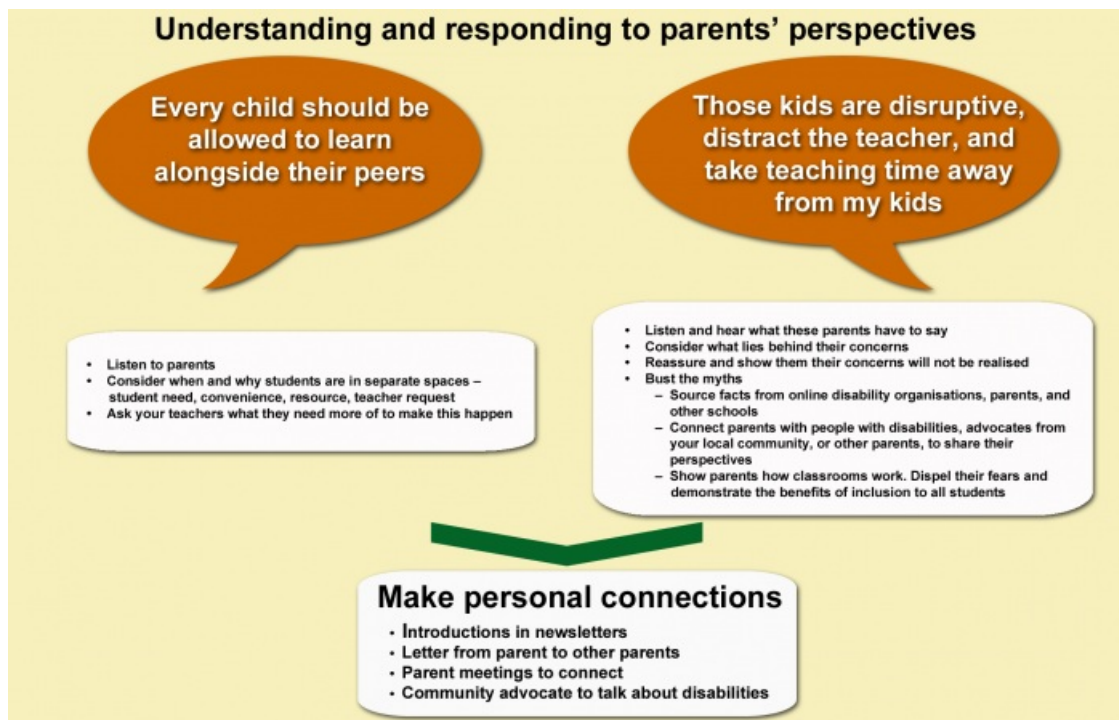 Understanding and responding to parents’ perspectives
Every child should be
allowed to learn
alongside their peers
Those kids are disruptive,
distract the teacher, and
take teaching time away
from my kids
• Listen to parents
• Consider when and why students are in separate spaces –
student need, convenience, resource, teacher request
• Ask your teachers what they need more of to make this happen
• Listen and hear what these parents have to say
• Consider what lies behind their concerns
• Reassure and show them their concerns will not be realised
• Bust the myths
– Source facts from online disability organisations, parents, and
other schools
– Connect parents with people with disabilities, advocates from
your local community, or other parents, to share their
perspectives
– Show parents how classrooms work. Dispel their fears and
demonstrate the benefits of inclusion to all students
Make personal connections
• Introductions in newsletters
• Letter from parent to other parents
• Parent meetings to connect
• Community advocate to talk about disabilities